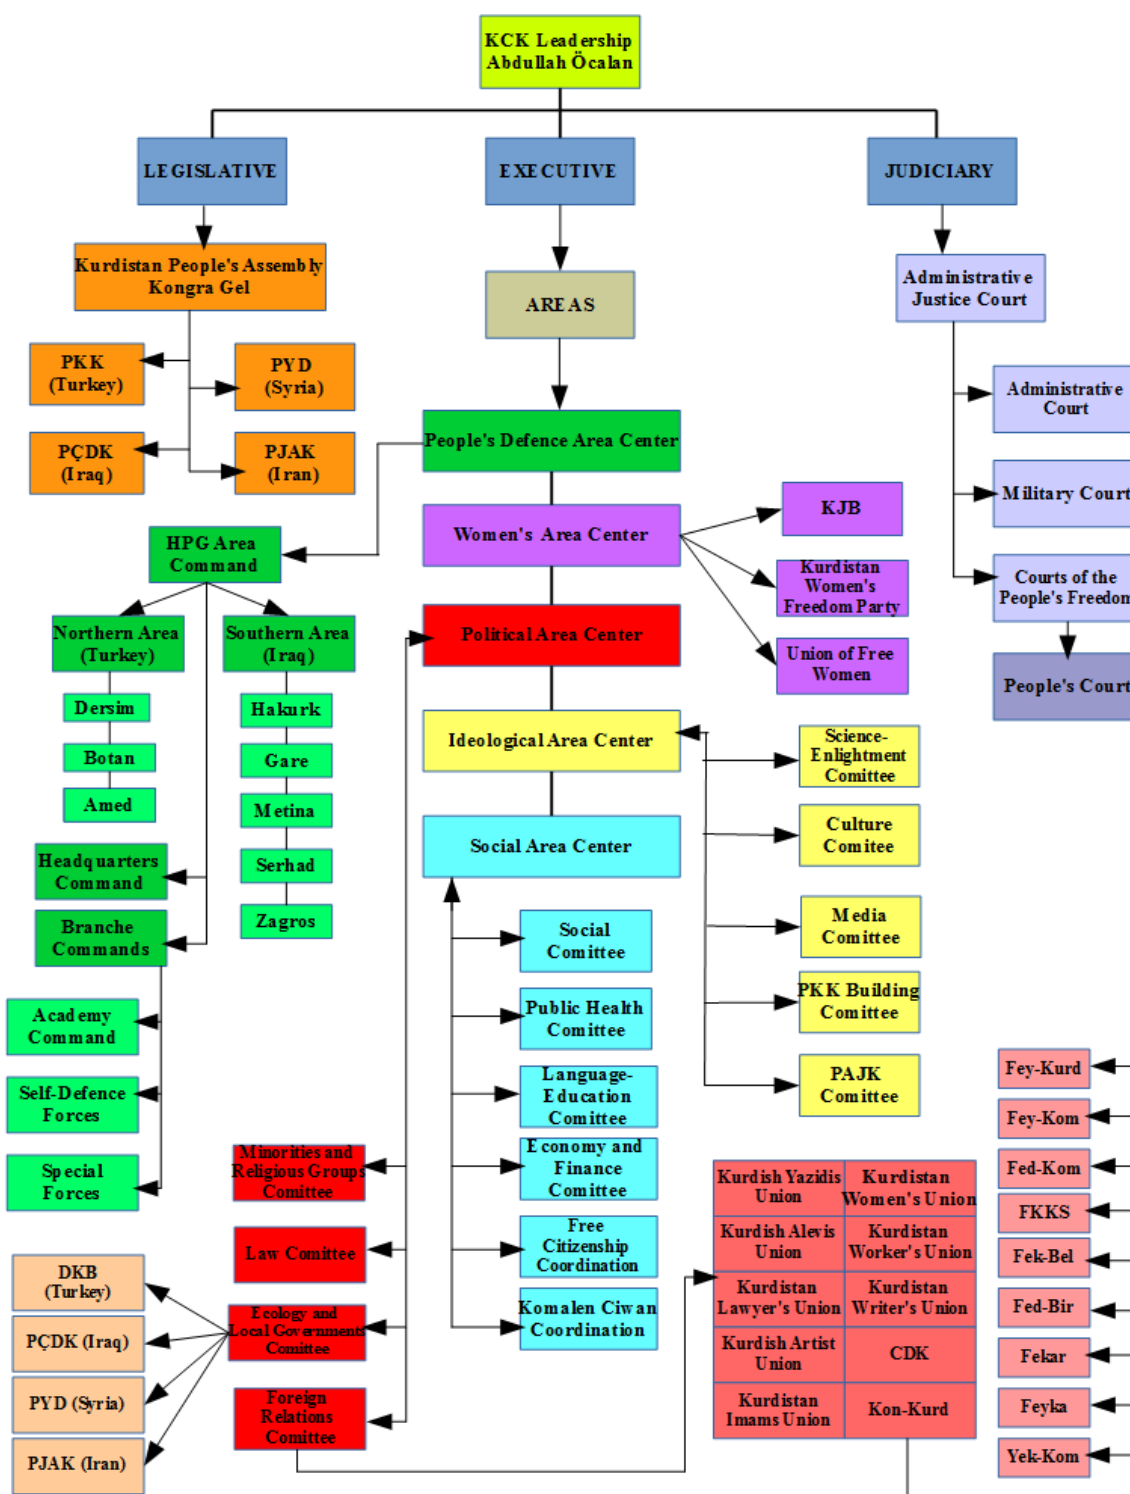 KCK Leadership
Abdullah Öcalan
LEGISLATIVE
EXECUTIVE
JUDICIARY
Kurdistan People's Assembly
Kongra Gel
AREAS
Administrative
Justice Court
PKK
(Turkey)
PYD
(Syria)
PÇDK
(Iraq)
PJAK
(Iran)
Administrative
Court
Military Court
Courts of the
People's Freedom
People's Court
People's Defence Area Center
Women's Area Center
Political Area Center
Ideological Area Center
Social Area Center
KJB
Kurdistan
Women's
Freedom Party
Union of Free
Women
HPG Area
Command
Northern Area
(Turkey)
Southern Area
(Iraq)
Dersim
Botan
Amed
Hakurk
Gare
Metina
Serhad
Zagros
Headquarters
Command
Branche
Commands
Academy
Command
Self-Defence
Forces
Special
Forces
Science-
Enlightment
Comittee
Culture
Comitee
Media
Comittee
PKK Building
Comittee
PAJK
Comittee
Social
Comittee
Public Health
Comittee
Language-
Education
Comittee
Economy and
Finance
Comittee
Free
Citizenship
Coordination
Komalen Ciwan
Coordination
Minorities and
Religious Groups
Comittee
Law Comittee
Ecology and
Local Governments
Comittee
Foreign
Relations
Comittee
DKB
(Turkey)
PÇDK (Iraq)
PYD (Syria)
PJAK (Iran)
Kurdish Yazidis
Union
Kurdistan
Women's Union
Kurdish Alevis
Union
Kurdistan
Worker's Union
Kurdistan
Lawyer's Union
Kurdistan
Writer's Union
Kurdish Artist
Union
CDK
Kurdistan
Imams Union
Kon-Kurd
Fey-Kurd
Fey-Kom
Fed-Kom
FKKS
Fek-Bel
Fed-Bir
Fekar
Feyka
Yek-Kom